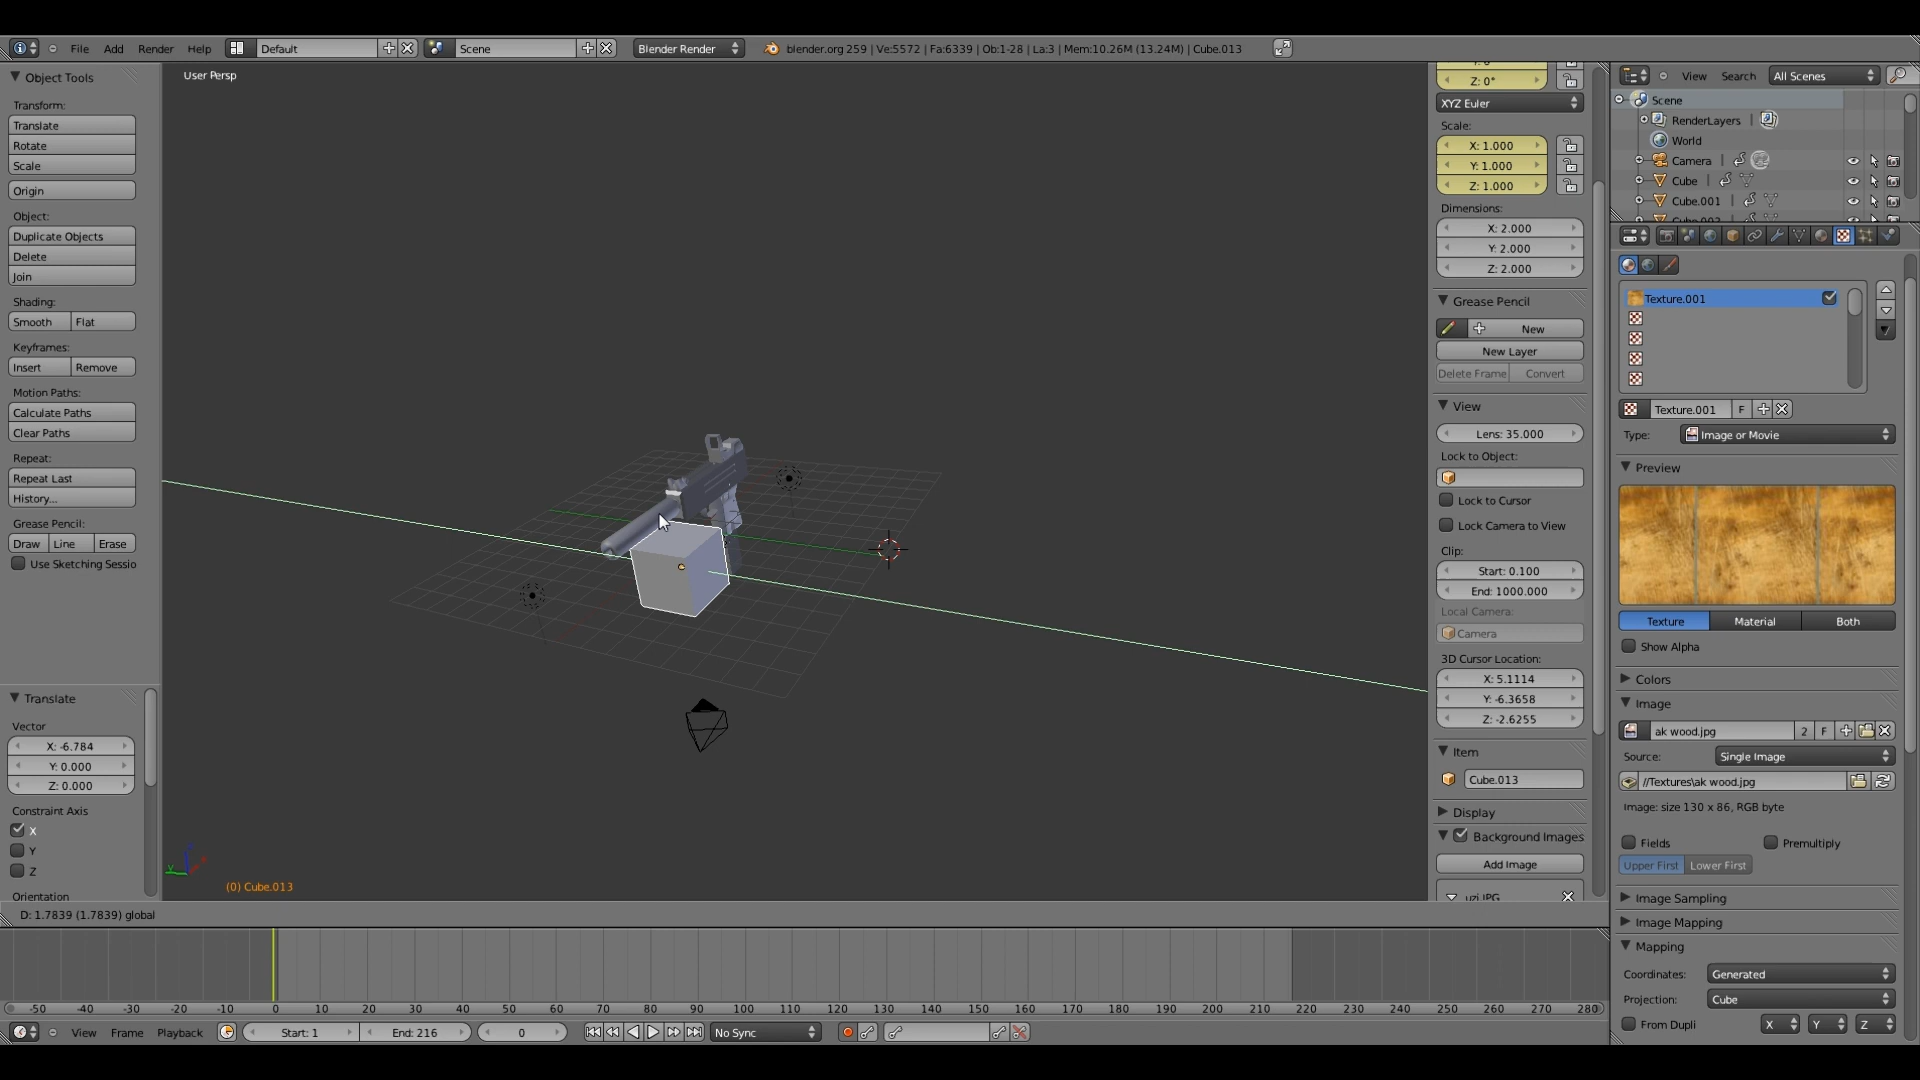 File Add Render Help Default Scene Blender Render blender.org 259 | Ve:5572 | Fa:6339 | Ob:1-28 | La:3 | Mem:10.26M (13.24M) | Cube.013
Object Tools
Transform:
Translate
Rotate
Scale
Origin
Object:
Duplicate Objects
Delete
Join
Shading:
Smooth Flat
Keyframes:
Insert Remove
Motion Paths:
Calculate Paths
Clear Paths
Repeat:
Repeat Last
History...
Grease Pencil:
Draw Line Erase
Use Sketching Sessio
Translate
Vector
X: -6.784
Y: 0.000
Z: 0.000
Constraint Axis
X
Y
Z
Orientation
User Persp
(0) Cube.013
D: 1.7839 (1.7839) global
Z: 0°
XYZ Euler
Scale:
X: 1.000
Y: 1.000
Z: 1.000
Dimensions:
X: 2.000
Y: 2.000
Z: 2.000
Grease Pencil
New
New Layer
Delete Frame Convert
View
Lens: 35.000
Lock to Object:
Lock to Cursor
Lock Camera to View
Clip:
Start: 0.100
End: 1000.000
Local Camera:
Camera
3D Cursor Location:
X: 5.1114
Y: -6.3658
Z: -2.6255
Item
Cube.013
Display
Background Images
Add Image
uzi.JPG
View Search All Scenes
Scene
RenderLayers
World
Camera
Cube
Cube.001
Cube.002
Texture.001
Texture.001 F
Type: Image or Movie
Preview
Texture Material Both
Show Alpha
Colors
Image
ak wood.jpg 2 F
Source: Single Image
//Textures\ak wood.jpg
Image: size 130 x 86, RGB byte
Fields Premultiply
Upper First Lower First
Image Sampling
Image Mapping
Mapping
Coordinates: Generated
Projection: Cube
From Dupli X Y Z
-50 -40 -30 -20 -10 0 10 20 30 40 50 60 70 80 90 100 110 120 130 140 150 160 170 180 190 200 210 220 230 240 250 260 270 280
View Frame Playback Start: 1 End: 216 0 No Sync